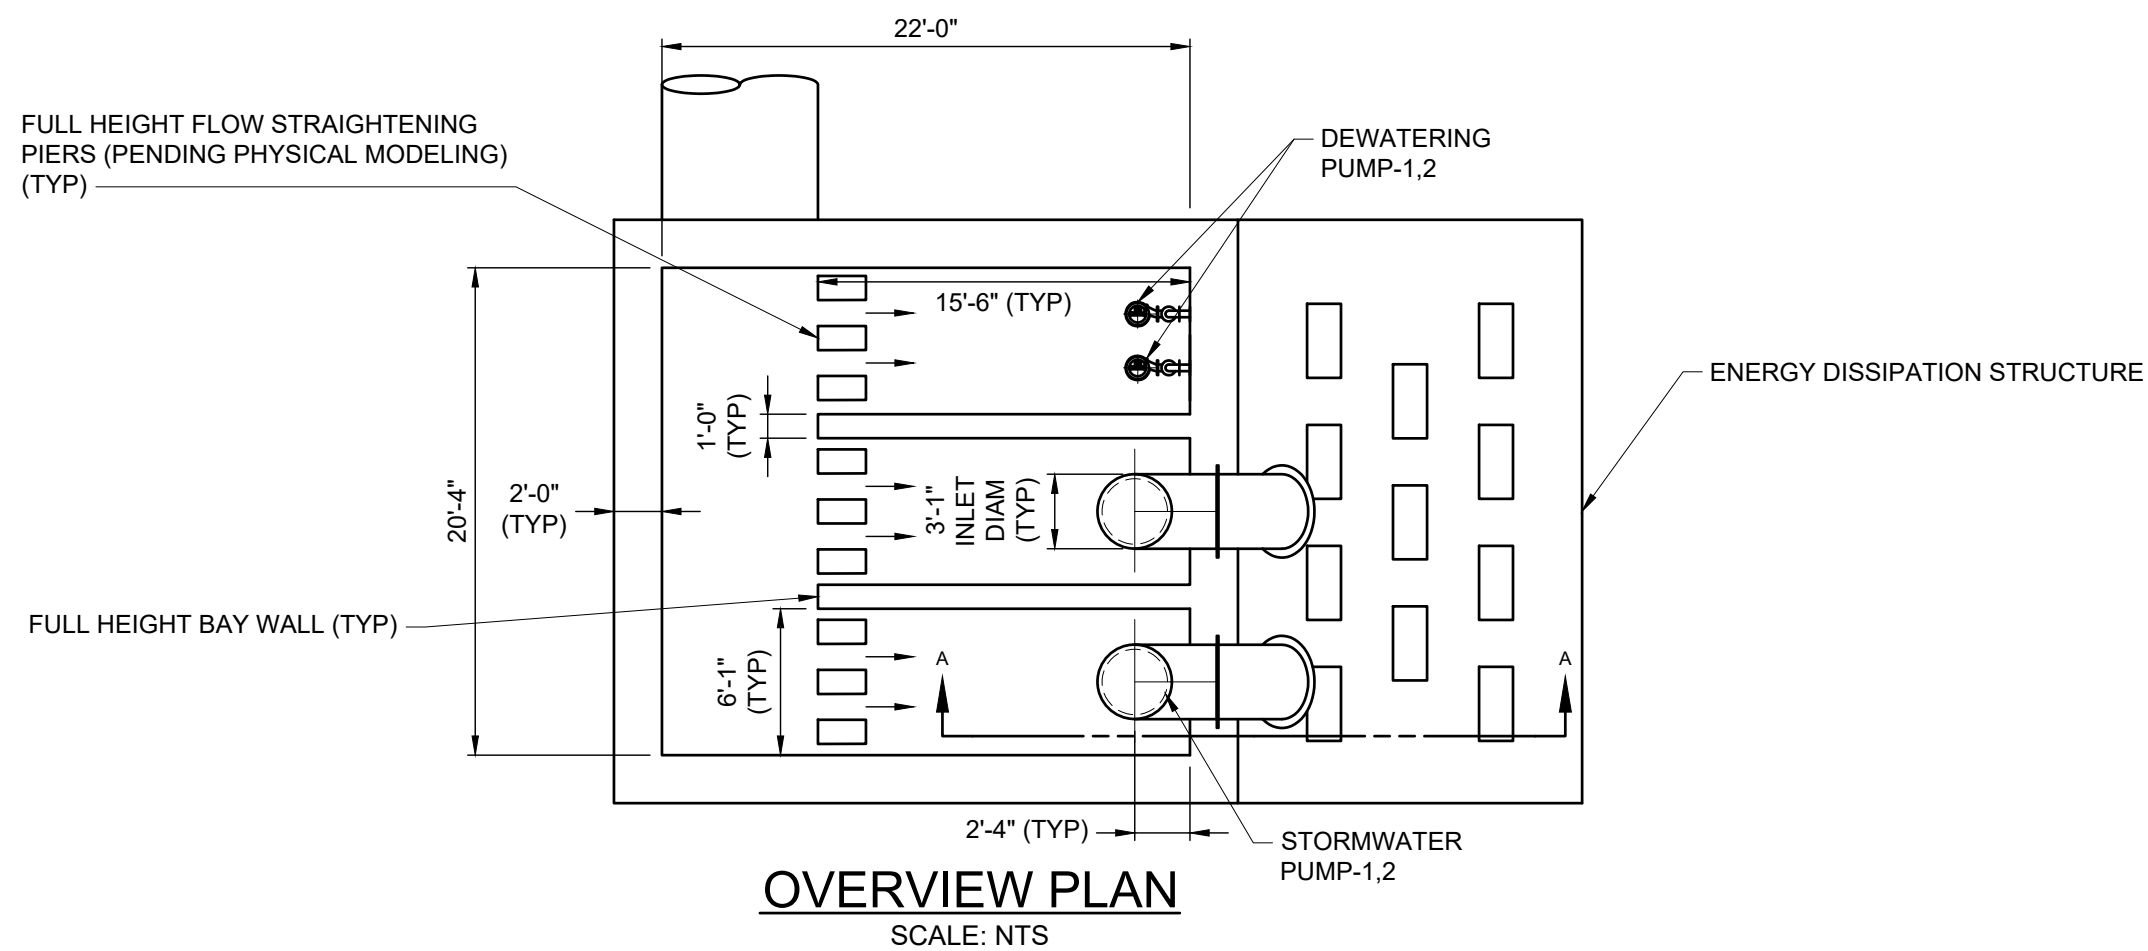 22'-0"
FULL HEIGHT FLOW STRAIGHTENING
PIERS (PENDING PHYSICAL MODELING)
(TYP)
DEWATERING
PUMP-1,2
15'-6" (TYP)
ENERGY DISSIPATION STRUCTURE
1'-0"
(TYP)
20'-4"
2'-0"
(TYP)
3'-1"
INLET
DIAM
(TYP)
FULL HEIGHT BAY WALL (TYP)
6'-1"
(TYP)
A
A
2'-4" (TYP)
STORMWATER
PUMP-1,2
OVERVIEW PLAN
SCALE: NTS